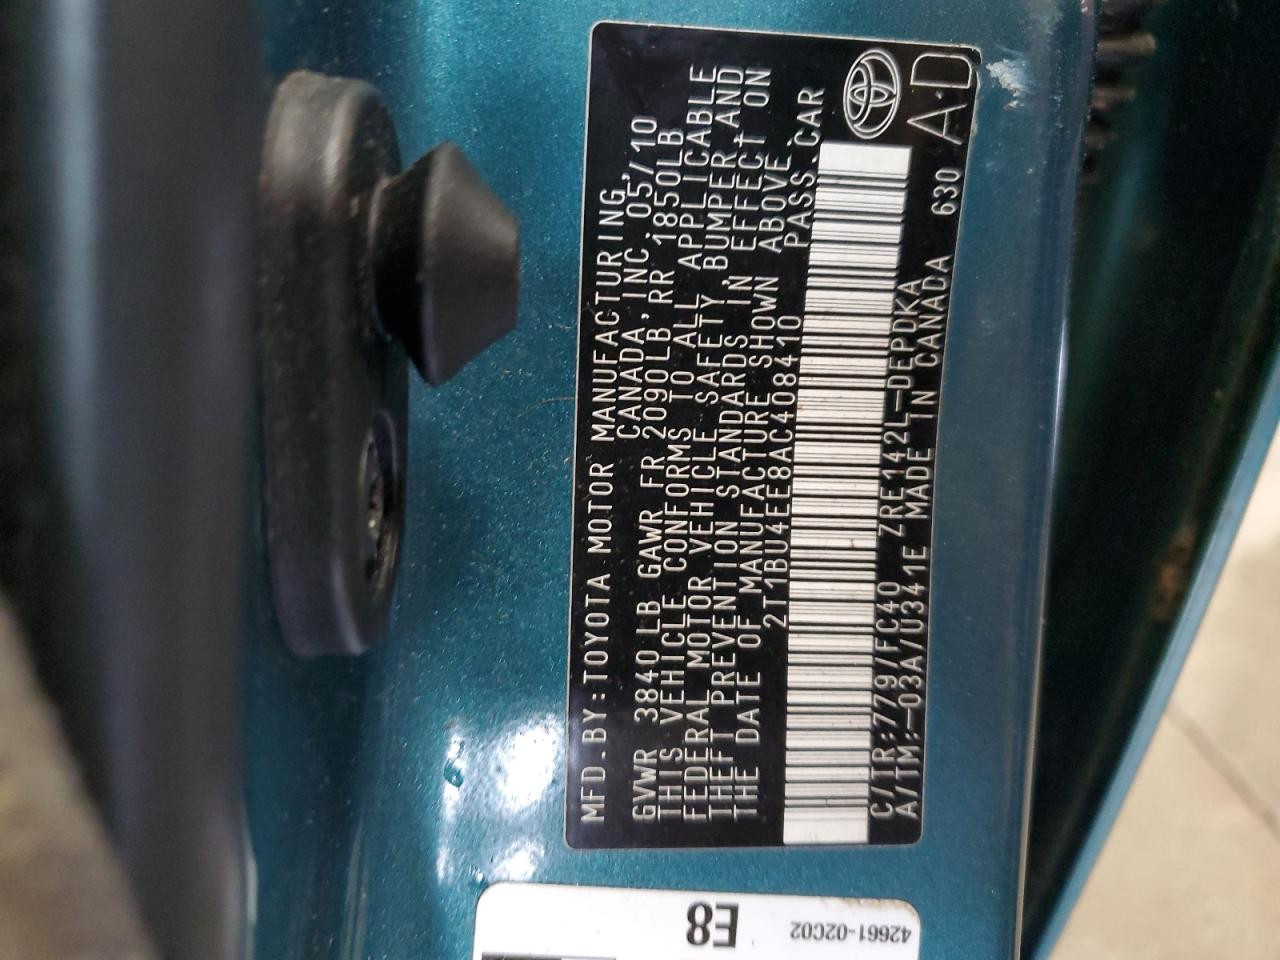 MFD.BY:TOYOTA MOTOR MANUFACTURING,
CANADA,INC. 05/10
GVWR 3840 LB GAWR FR 2090LB,RR 1850LB
THIS VEHICLE CONFORMS TO ALL APPLICABLE
FEDERAL MOTOR VEHICLE SAFETY, BUMPER,AND
THEFT PREVENTION STANDARDS IN EFFECT ON
THE DATE OF MANUFACTURE SHOWN ABOVE.
2T1BU4EE8AC408410 PASS.CAR
C/TR:779/FC40 ZRE142L-DEPDKA
A/TM:-03A/U341E MADE IN CANADA 630
A·D
E8
42661-02C02